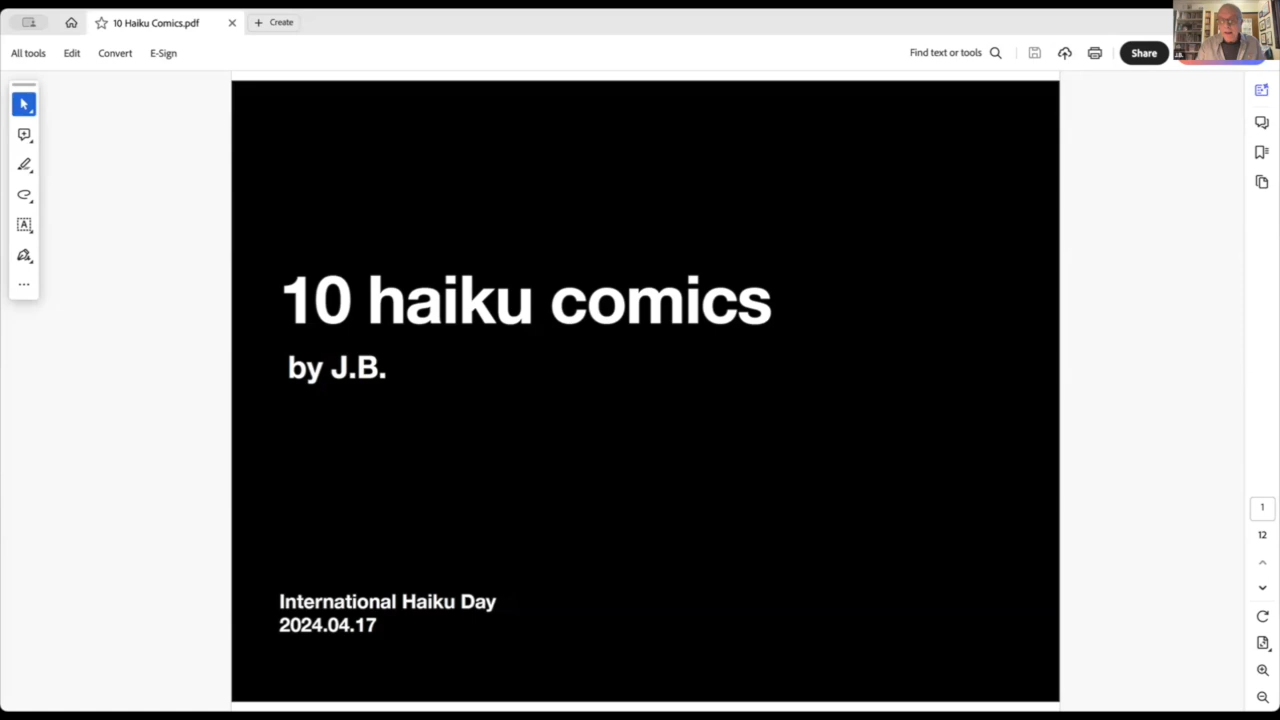 10 Haiku Comics.pdf
Create
All tools
Edit
Convert
E-Sign
Find text or tools
Share
J.B.
10 haiku comics
by J.B.
International Haiku Day
2024.04.17
1
12